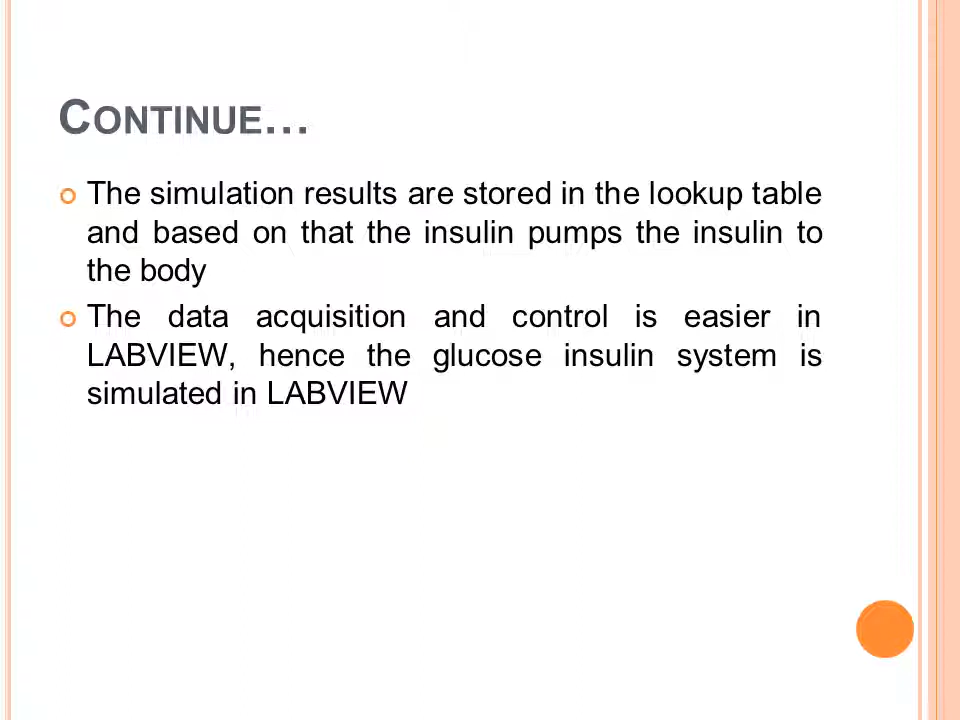 CONTINUE…
The simulation results are stored in the lookup table
and based on that the insulin pumps the insulin to
the body
The data acquisition and control is easier in
LABVIEW, hence the glucose insulin system is
simulated in LABVIEW